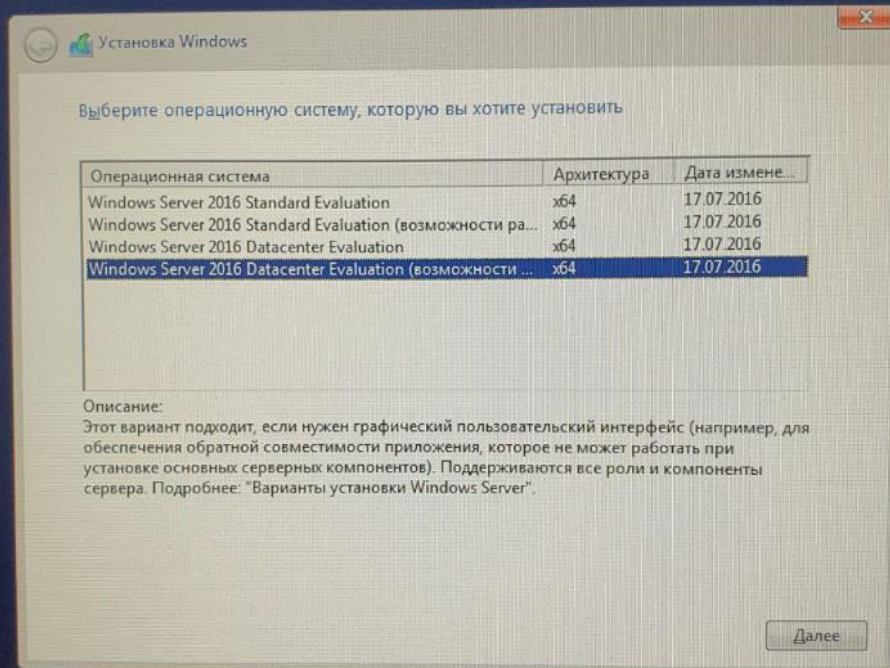 Установка Windows
Выберите операционную систему, которую вы хотите установить
Операционная система Архитектура Дата измене...
Windows Server 2016 Standard Evaluation x64 17.07.2016
Windows Server 2016 Standard Evaluation (возможности ра... x64 17.07.2016
Windows Server 2016 Datacenter Evaluation x64 17.07.2016
Windows Server 2016 Datacenter Evaluation (возможности ... x64 17.07.2016
Описание:
Этот вариант подходит, если нужен графический пользовательский интерфейс (например, для
обеспечения обратной совместимости приложения, которое не может работать при
установке основных серверных компонентов). Поддерживаются все роли и компоненты
сервера. Подробнее: "Варианты установки Windows Server".
Далее